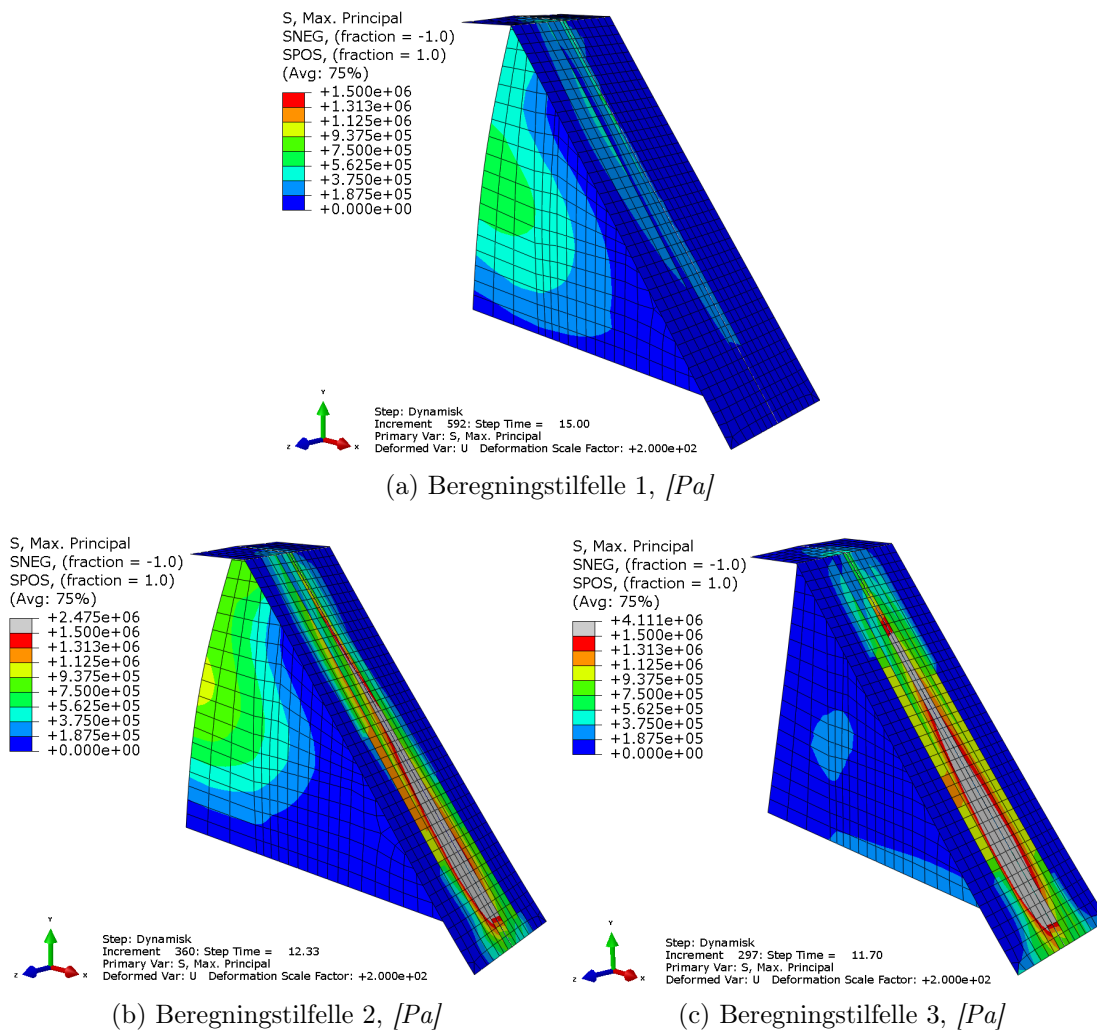 S, Max. Principal
SNEG, (fraction = -1.0)
SPOS, (fraction = 1.0)
(Avg: 75%)
+1.500e+06
+1.313e+06
+1.125e+06
+9.375e+05
+7.500e+05
+5.625e+05
+3.750e+05
+1.875e+05
+0.000e+00
Y
Z
X
Step: Dynamisk
Increment 592: Step Time = 15.00
Primary Var: S, Max. Principal
Deformed Var: U Deformation Scale Factor: +2.000e+02
(a) Beregningstilfelle 1, [Pa]
S, Max. Principal
SNEG, (fraction = -1.0)
SPOS, (fraction = 1.0)
(Avg: 75%)
+2.475e+06
+1.500e+06
+1.313e+06
+1.125e+06
+9.375e+05
+7.500e+05
+5.625e+05
+3.750e+05
+1.875e+05
+0.000e+00
Y
Z
X
Step: Dynamisk
Increment 360: Step Time = 12.33
Primary Var: S, Max. Principal
Deformed Var: U Deformation Scale Factor: +2.000e+02
(b) Beregningstilfelle 2, [Pa]
S, Max. Principal
SNEG, (fraction = -1.0)
SPOS, (fraction = 1.0)
(Avg: 75%)
+4.111e+06
+1.500e+06
+1.313e+06
+1.125e+06
+9.375e+05
+7.500e+05
+5.625e+05
+3.750e+05
+1.875e+05
+0.000e+00
Y
Z
X
Step: Dynamisk
Increment 297: Step Time = 11.70
Primary Var: S, Max. Principal
Deformed Var: U Deformation Scale Factor: +2.000e+02
(c) Beregningstilfelle 3, [Pa]